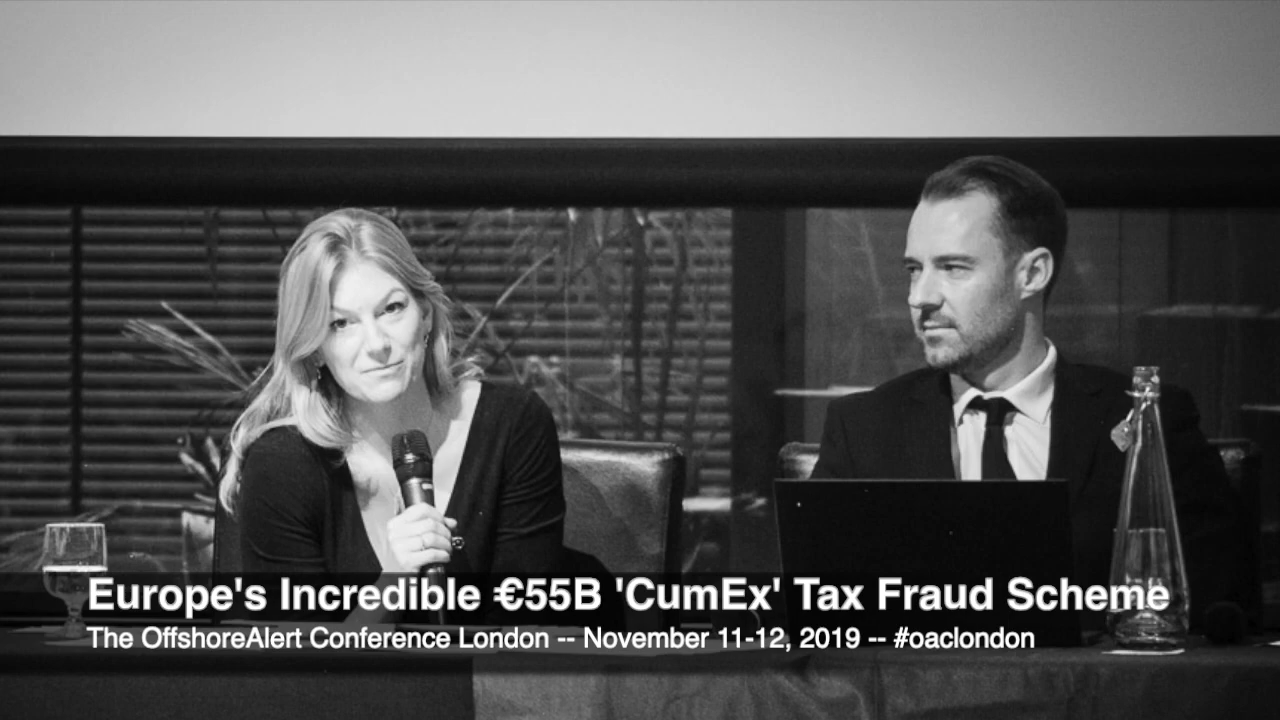 Europe's Incredible €55B 'CumEx' Tax Fraud Scheme
The OffshoreAlert Conference London -- November 11-12, 2019 -- #oaclondon